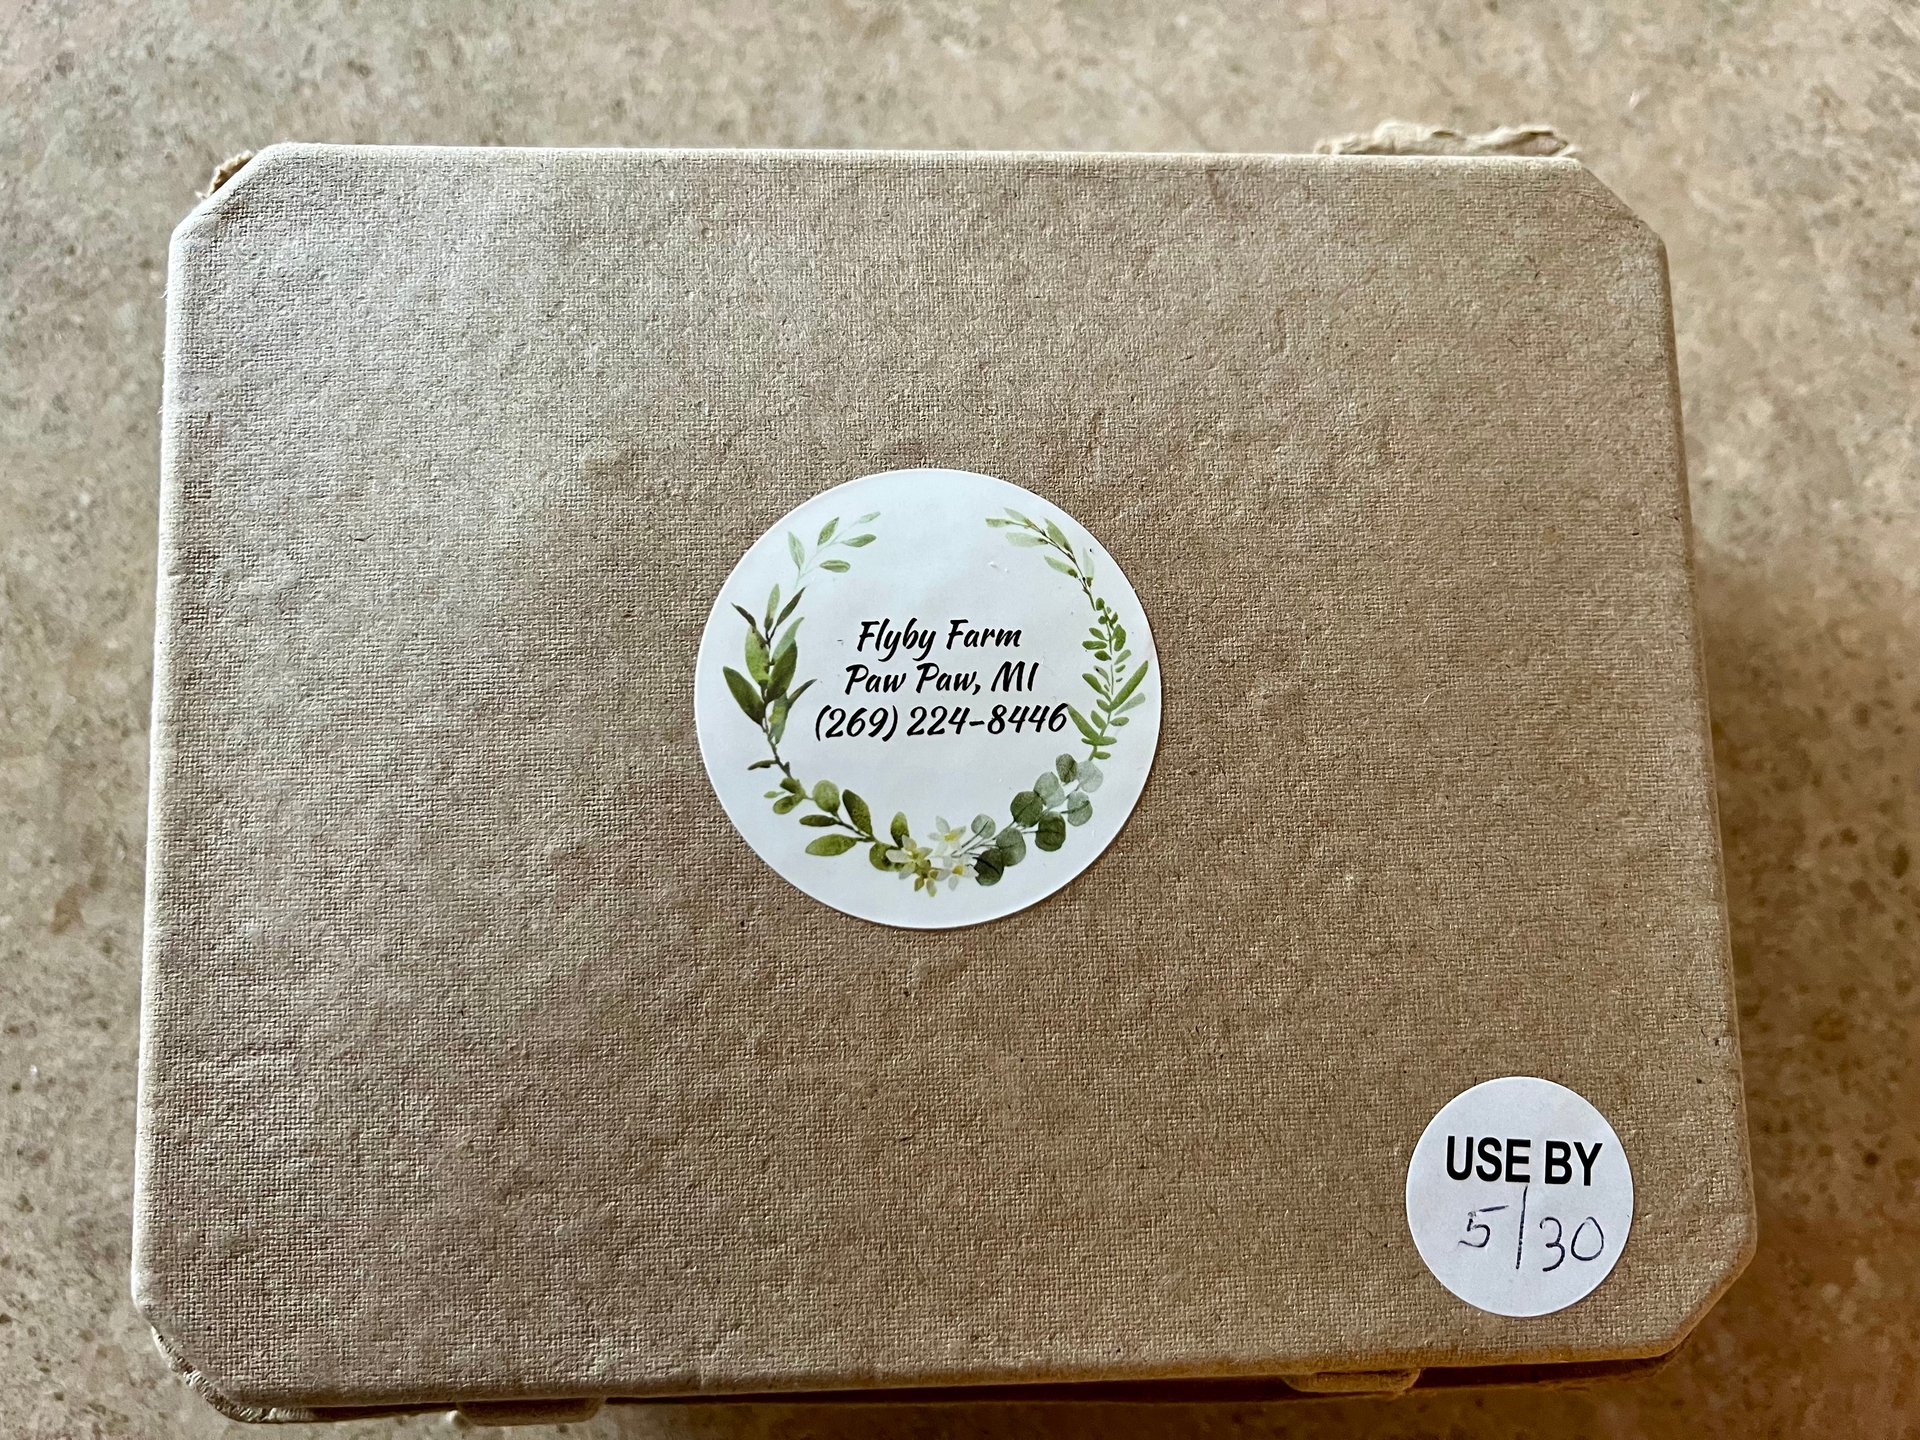 Flyby Farm
Paw Paw, MI
(269) 224-8446
USE BY
5/30